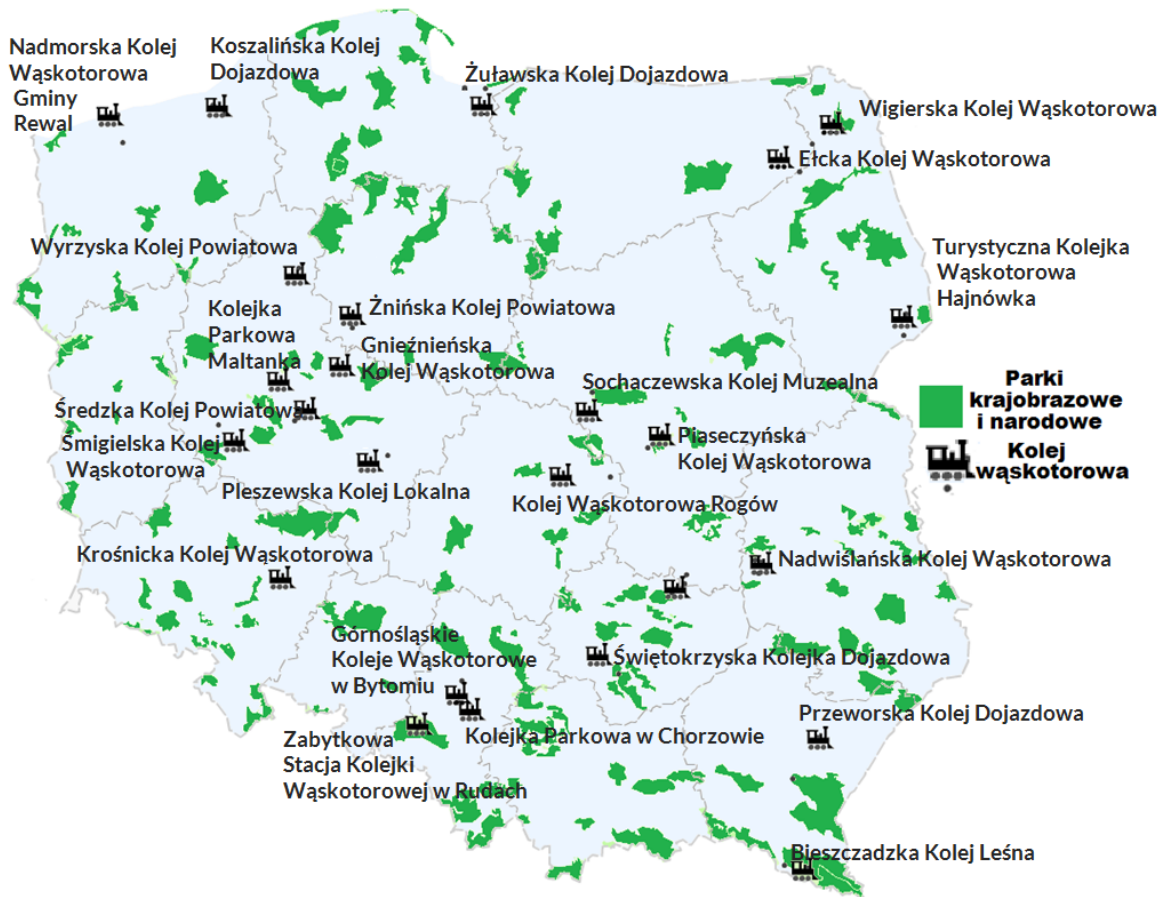 Nadmorska Kolej
Wąskotorowa
Gminy
Rewal
Koszalińska Kolej
Dojazdowa
Żuławska Kolej Dojazdowa
Wigierska Kolej Wąskotorowa
Ełcka Kolej Wąskotorowa
Wyrzyska Kolej Powiatowa
Turystyczna Kolejka
Wąskotorowa
Hajnówka
Kolejka
Parkowa
Maltanka
Żnińska Kolej Powiatowa
Gnieźnieńska
Kolej Wąskotorowa
Sochaczewska Kolej Muzealna
Parki
krajobrazowe
i narodowe
Kolej
wąskotorowa
Średzka Kolej Powiatowa
Śmigielska Kolej
Wąskotorowa
Piaseczyńska
Kolej Wąskotorowa
Pleszewska Kolej Lokalna
Kolej Wąskotorowa Rogów
Krośnicka Kolej Wąskotorowa
Nadwiślańska Kolej Wąskotorowa
Górnośląskie
Koleje Wąskotorowe
w Bytomiu
Świętokrzyska Kolejka Dojazdowa
Przeworska Kolej Dojazdowa
Kolejka Parkowa w Chorzowie
Zabytkowa
Stacja Kolejki
Wąskotorowej w Rudach
Bieszczadzka Kolej Leśna